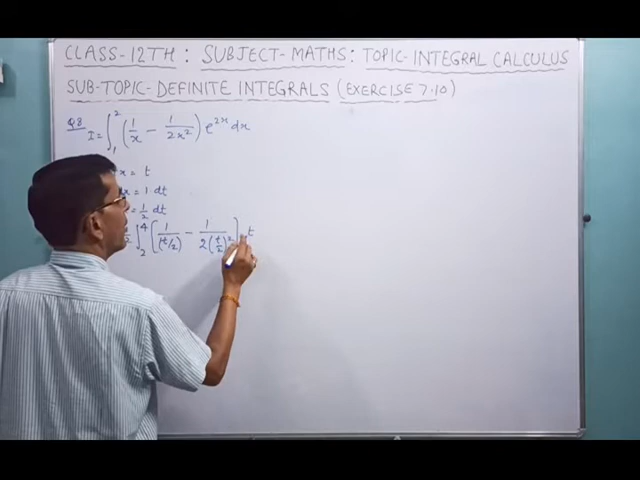 CLASS-12TH : SUBJECT-MATHS: TOPIC-INTEGRAL CALCULUS
SUB-TOPIC-DEFINITE INTEGRALS (EXERCISE 7.10)
Q8 I = ∫₁² (1/x − 1/2x²) e^2x dx
x = t
dx = 1 dt
= 1/2 dt
∫₂⁴ [1/(t/2) − 1/2(t/2)²] t